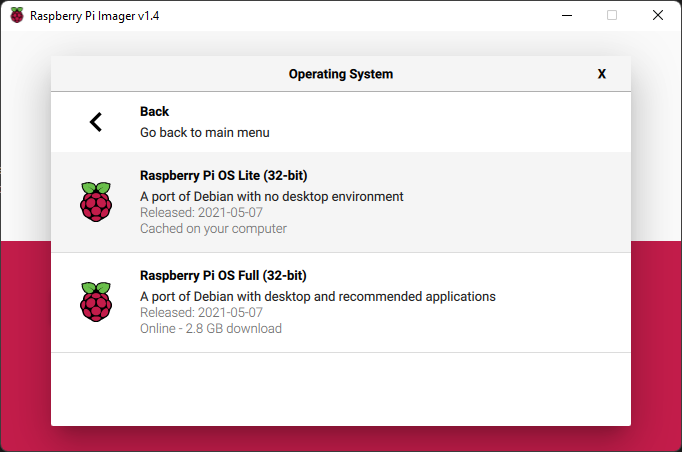 Raspberry Pi Imager v1.4
Operating System X
Back
Go back to main menu
Raspberry Pi OS Lite (32-bit)
A port of Debian with no desktop environment
Released: 2021-05-07
Cached on your computer
Raspberry Pi OS Full (32-bit)
A port of Debian with desktop and recommended applications
Released: 2021-05-07
Online - 2.8 GB download